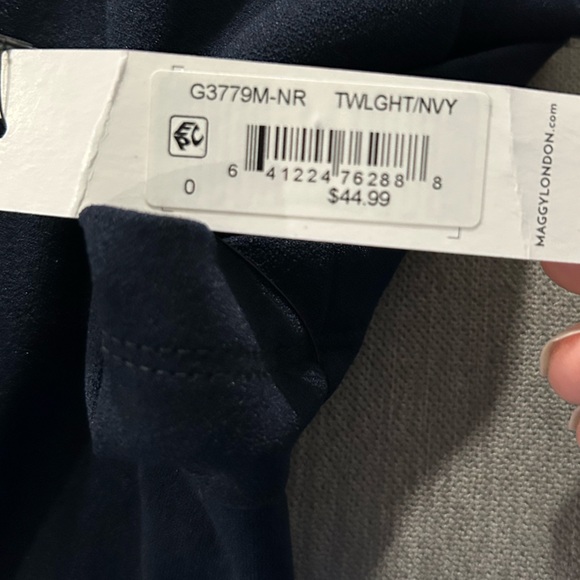 G3779M-NR TWLGHT/NVY
6 41224 76288 8
0
$44.99
MAGGYLONDON.com